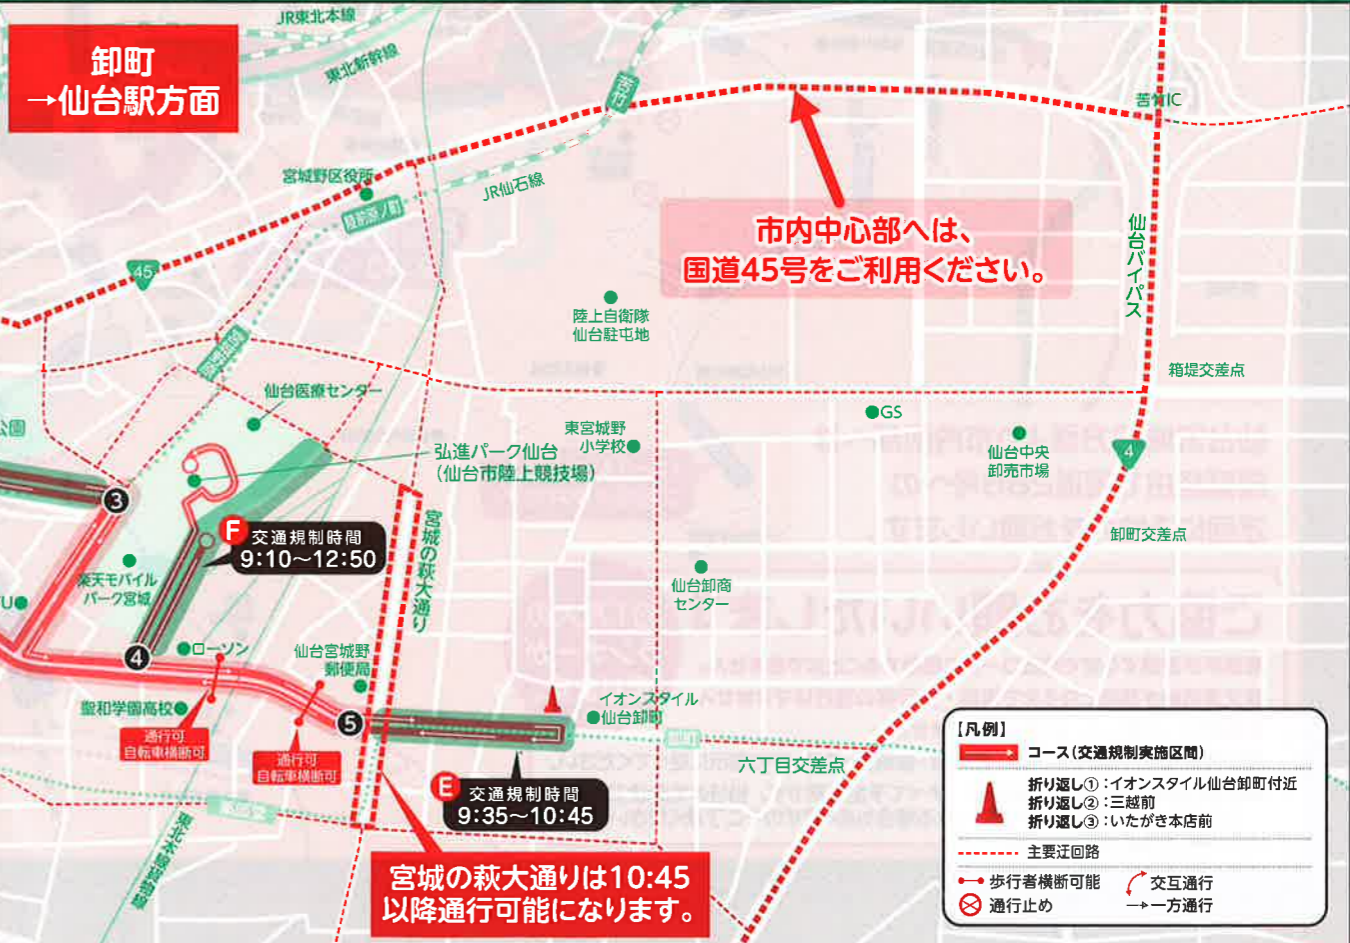 卸町
→仙台駅方面
JR東北本線
東北新幹線
苦竹
苦竹IC
宮城野区役所
陸前原ノ町
JR仙石線
45
市内中心部へは、
国道45号をご利用ください。
仙台バイパス
陸上自衛隊
仙台駐屯地
箱堤交差点
仙台医療センター
公園
GS
東宮城野
小学校
仙台中央
卸売市場
4
弘進パーク仙台
(仙台市陸上競技場)
3
F
交通規制時間
9:10～12:50
宮城の萩大通り
卸町交差点
楽天モバイル
パーク宮城
仙台卸商
センター
U
4
ローソン
仙台宮城野
郵便局
聖和学園高校
通行可
自転車横断可
通行可
自転車横断可
5
イオンスタイル
仙台卸町
六丁目交差点
E
交通規制時間
9:35～10:45
東北本線貨物線
宮城の萩大通りは10:45
以降通行可能になります。
【凡例】
コース(交通規制実施区間)
折り返し①:イオンスタイル仙台卸町付近
折り返し②:三越前
折り返し③:いたがき本店前
主要迂回路
歩行者横断可能
交互通行
通行止め
一方通行